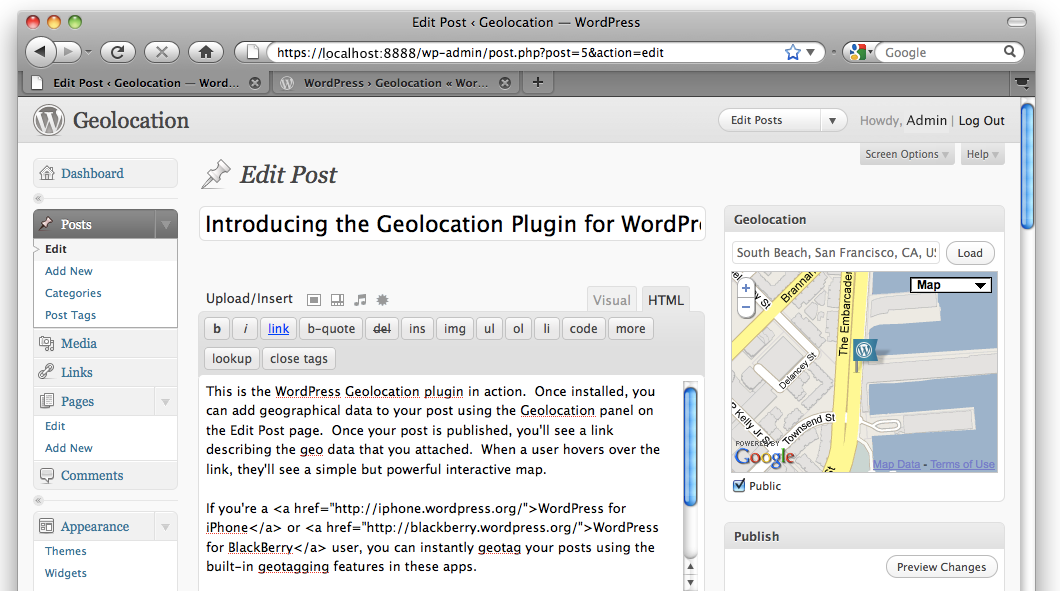 Edit Post ‹ Geolocation — WordPress
https://localhost:8888/wp-admin/post.php?post=5&action=edit
Google
Edit Post ‹ Geolocation — Word...
WordPress › Geolocation « Wor...
Geolocation
Edit Posts
Howdy, Admin | Log Out
Screen Options
Help
Dashboard
Posts
Edit
Add New
Categories
Post Tags
Media
Links
Pages
Edit
Add New
Comments
Appearance
Themes
Widgets
Edit Post
Introducing the Geolocation Plugin for WordPr
Upload/Insert
Visual
HTML
b
i
link
b-quote
del
ins
img
ul
ol
li
code
more
lookup
close tags
This is the WordPress Geolocation plugin in action.  Once installed, you
can add geographical data to your post using the Geolocation panel on
the Edit Post page.  Once your post is published, you'll see a link
describing the geo data that you attached.  When a user hovers over the
link, they'll see a simple but powerful interactive map.
If you're a <a href="http://iphone.wordpress.org/">WordPress for
iPhone</a> or <a href="http://blackberry.wordpress.org/">WordPress
for BlackBerry</a> user, you can instantly geotag your posts using the
built-in geotagging features in these apps.
Geolocation
South Beach, San Francisco, CA, US
Load
Map
Brannan
The Embarcader
Delancey St
Kelly Jr S
Townsend St
POWERED BY
Google
Map Data - Terms of Use
Public
Publish
Preview Changes